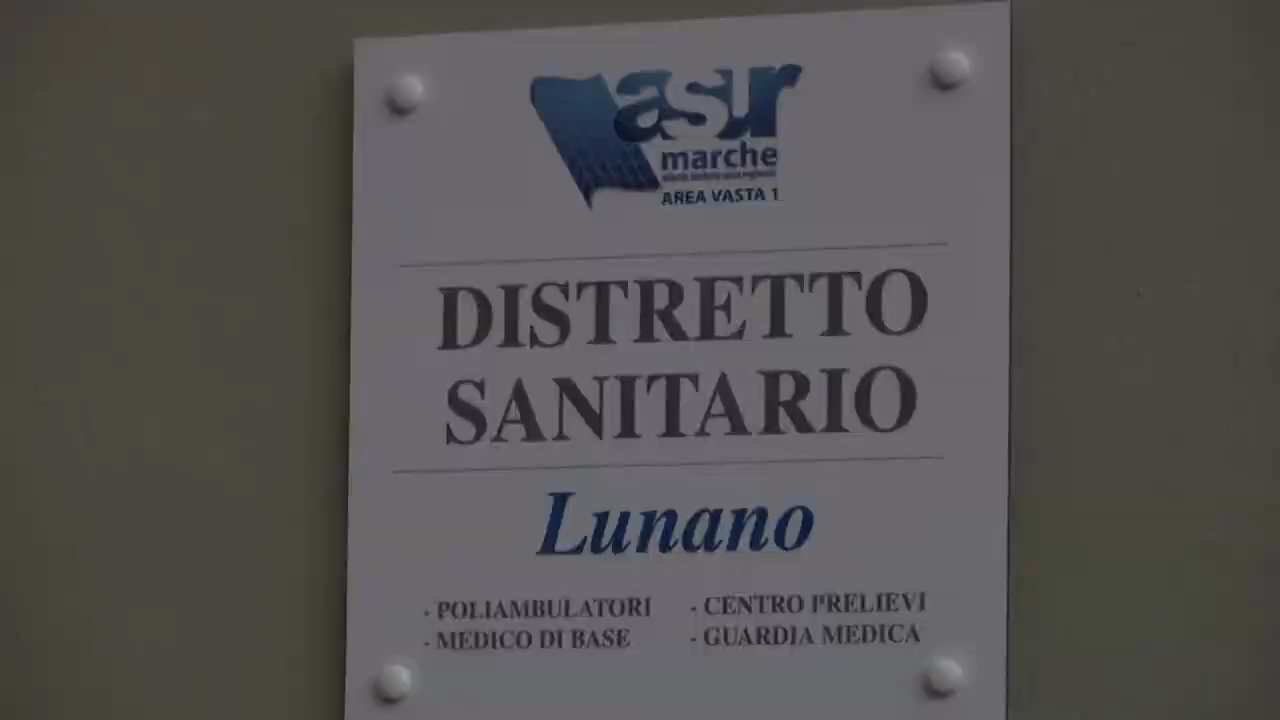 asur
marche
AREA VASTA 1
DISTRETTO
SANITARIO
Lunano
- POLIAMBULATORI - CENTRO PRELIEVI
- MEDICO DI BASE - GUARDIA MEDICA